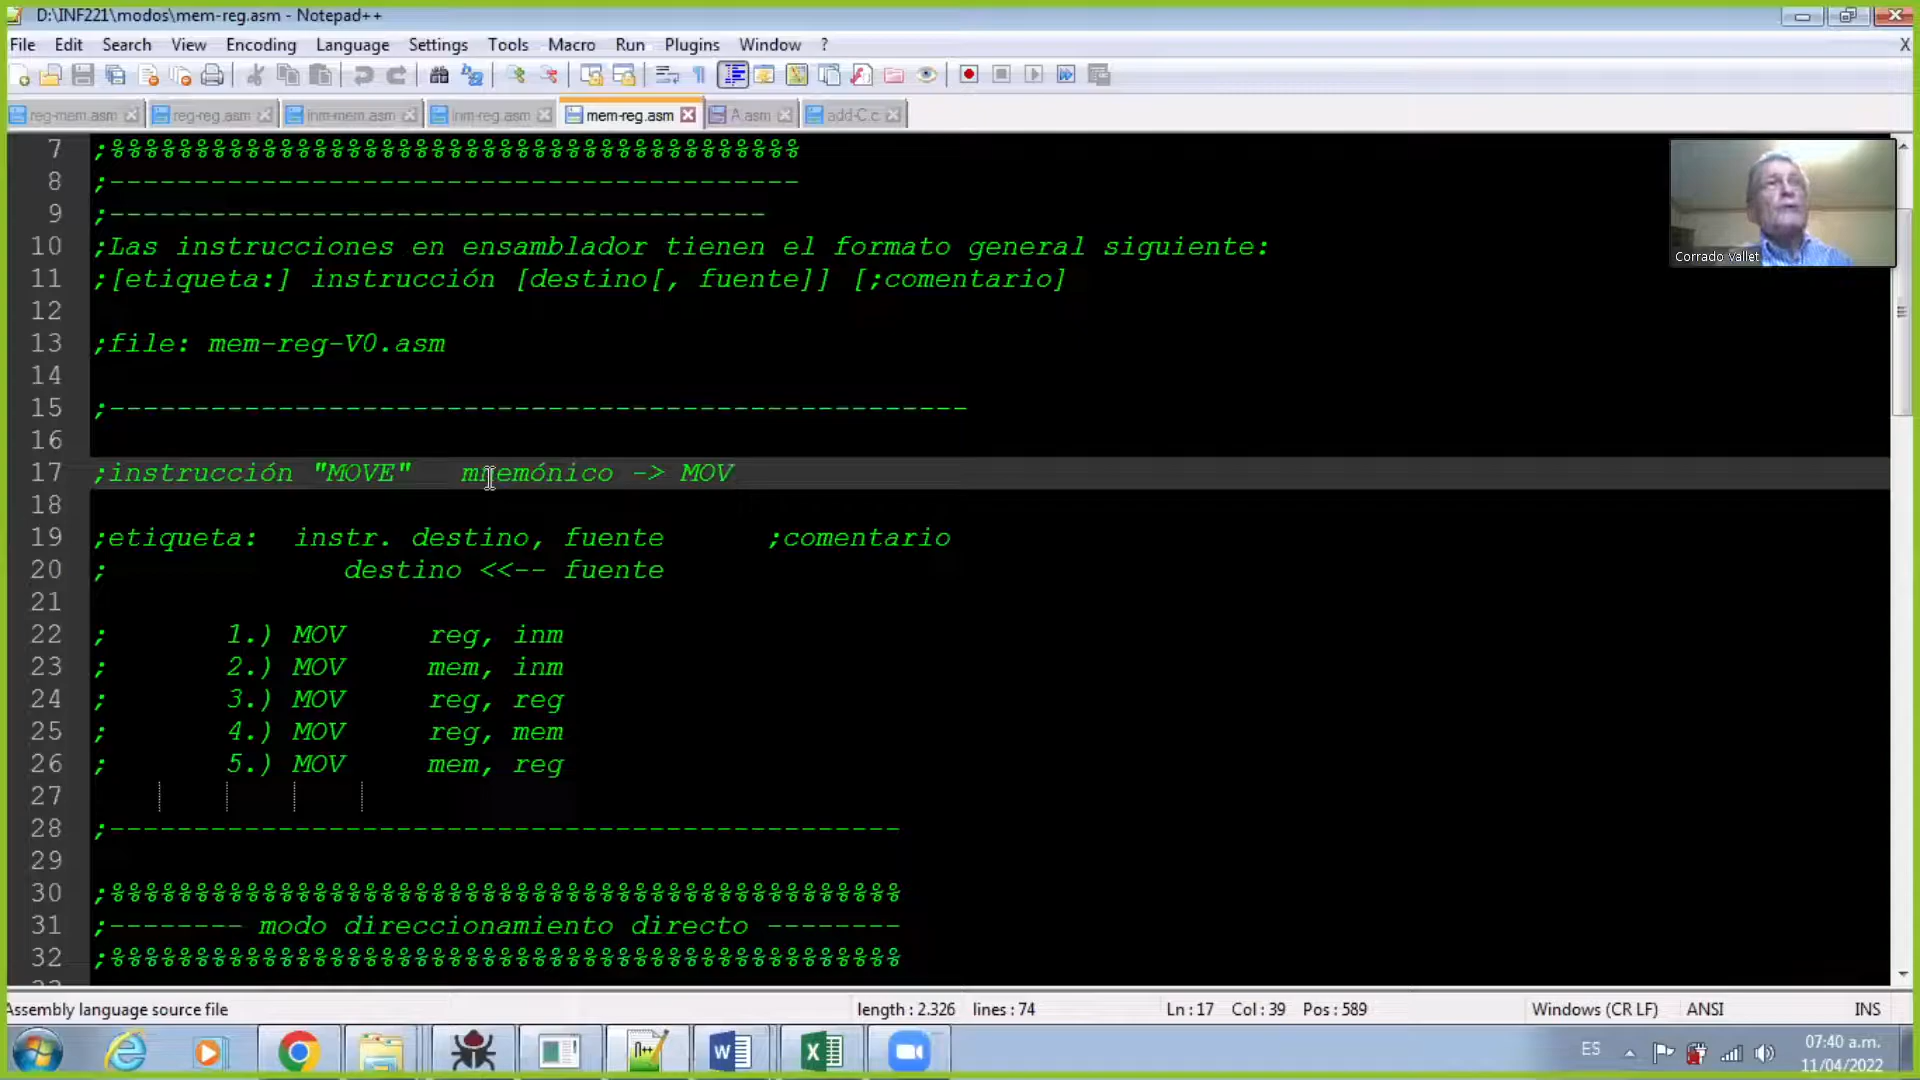 D:\INF221\modos\mem-reg.asm - Notepad++
File Edit Search View Encoding Language Settings Tools Macro Run Plugins Window ? X
reg-mem.asm reg-reg.asm inm-mem.asm inm-reg.asm mem-reg.asm A.asm add-C.c
7 ;%%%%%%%%%%%%%%%%%%%%%%%%%%%%%%%%%%%%%%%%%
8 ;-----------------------------------------
9 ;---------------------------------------
10 ;Las instrucciones en ensamblador tienen el formato general siguiente:
11 ;[etiqueta:] instrucción [destino[, fuente]] [;comentario]
12
13 ;file: mem-reg-V0.asm
14
15 ;---------------------------------------------------
16
17 ;instrucción "MOVE" mnemónico -> MOV
18
19 ;etiqueta: instr. destino, fuente ;comentario
20 ; destino <<-- fuente
21
22 ; 1.) MOV reg, inm
23 ; 2.) MOV mem, inm
24 ; 3.) MOV reg, reg
25 ; 4.) MOV reg, mem
26 ; 5.) MOV mem, reg
27
28 ;-----------------------------------------------
29
30 ;%%%%%%%%%%%%%%%%%%%%%%%%%%%%%%%%%%%%%%%%%%%%%%%
31 ;-------- modo direccionamiento directo --------
32 ;%%%%%%%%%%%%%%%%%%%%%%%%%%%%%%%%%%%%%%%%%%%%%%%
Corrado Vallet
Assembly language source file length : 2.326 lines : 74 Ln : 17 Col : 39 Pos : 589 Windows (CR LF) ANSI INS
ES 07:40 a.m.
11/04/2022